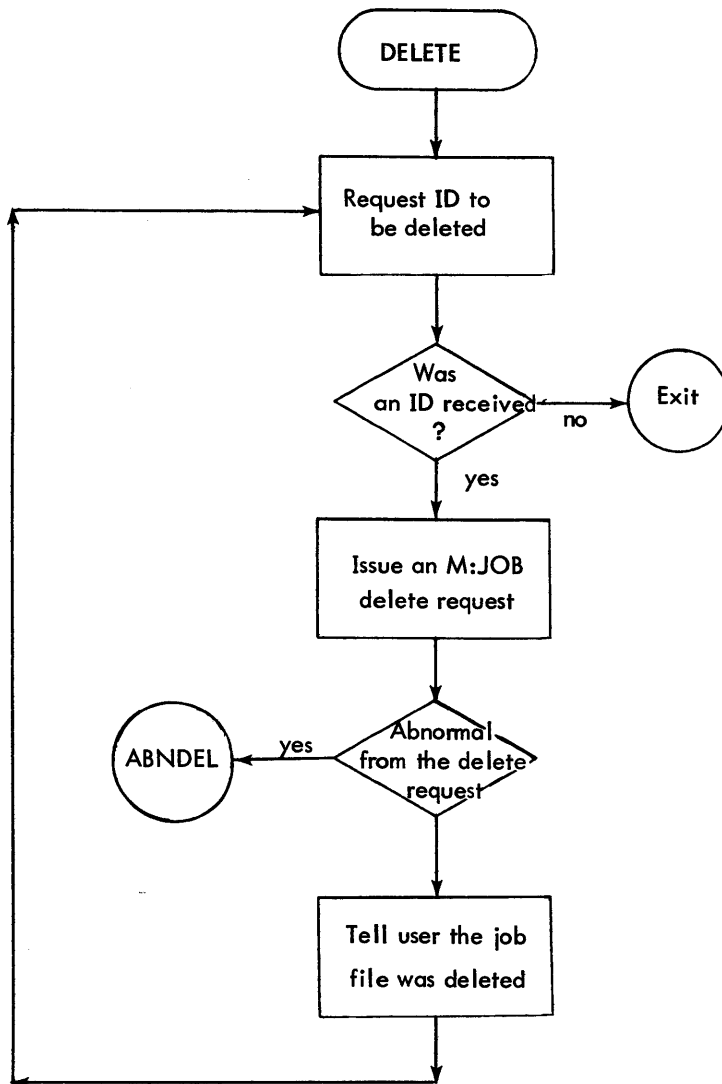 DELETE
Request ID to
be deleted
Was
an ID received
?
no
Exit
yes
Issue an M:JOB
delete request
Abnormal
from the delete
request
yes
ABNDEL
Tell user the job
file was deleted